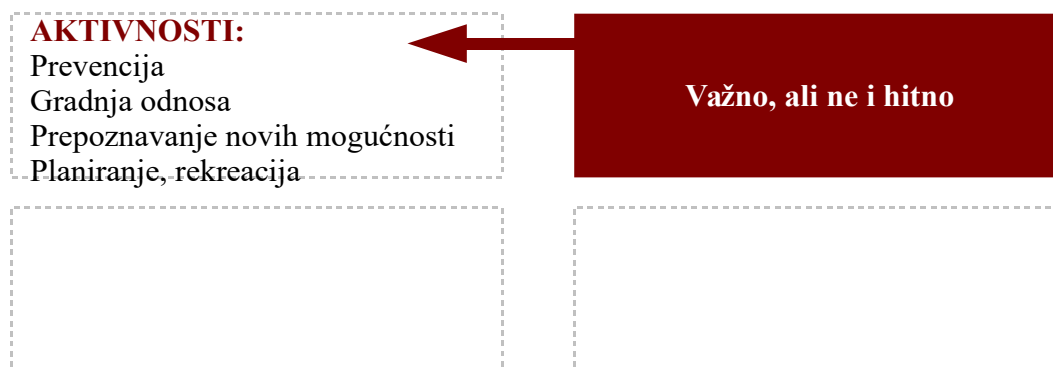 AKTIVNOSTI:
Prevencija
Gradnja odnosa
Prepoznavanje novih mogućnosti
Planiranje, rekreacija
Važno, ali ne i hitno